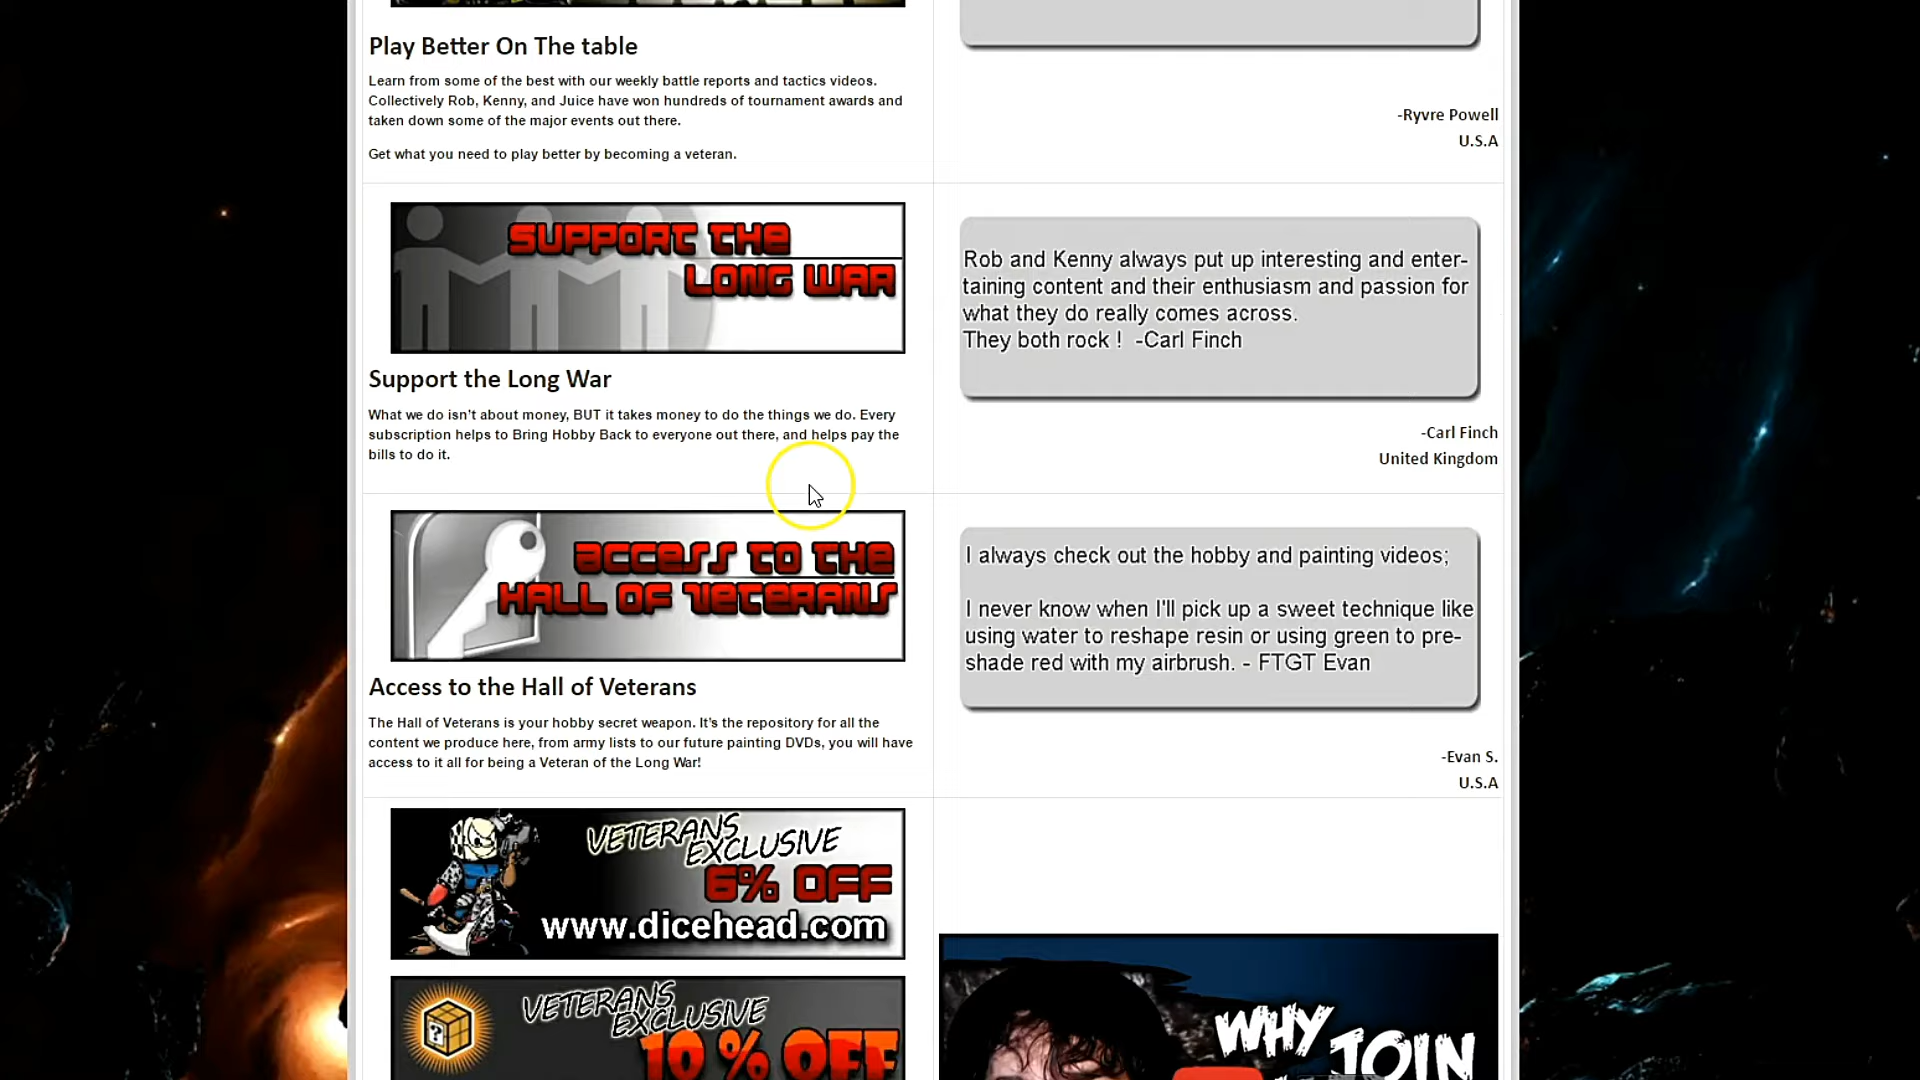 Play Better On The table
Learn from some of the best with our weekly battle reports and tactics videos.
Collectively Rob, Kenny, and Juice have won hundreds of tournament awards and
taken down some of the major events out there.
Get what you need to play better by becoming a veteran.
-Ryvre Powell
U.S.A
SUPPORT THE
LONG WAR
Support the Long War
What we do isn't about money, BUT it takes money to do the things we do. Every
subscription helps to Bring Hobby Back to everyone out there, and helps pay the
bills to do it.
Rob and Kenny always put up interesting and enter-
taining content and their enthusiasm and passion for
what they do really comes across.
They both rock ! -Carl Finch
-Carl Finch
United Kingdom
ACCESS TO THE
HALL OF VETERANS
Access to the Hall of Veterans
The Hall of Veterans is your hobby secret weapon. It's the repository for all the
content we produce here, from army lists to our future painting DVDs, you will have
access to it all for being a Veteran of the Long War!
I always check out the hobby and painting videos;
I never know when I'll pick up a sweet technique like
using water to reshape resin or using green to pre-
shade red with my airbrush. - FTGT Evan
-Evan S.
U.S.A
VETERANS
EXCLUSIVE
6% OFF
www.dicehead.com
VETERANS
EXCLUSIVE
10 % OFF
WHY JOIN